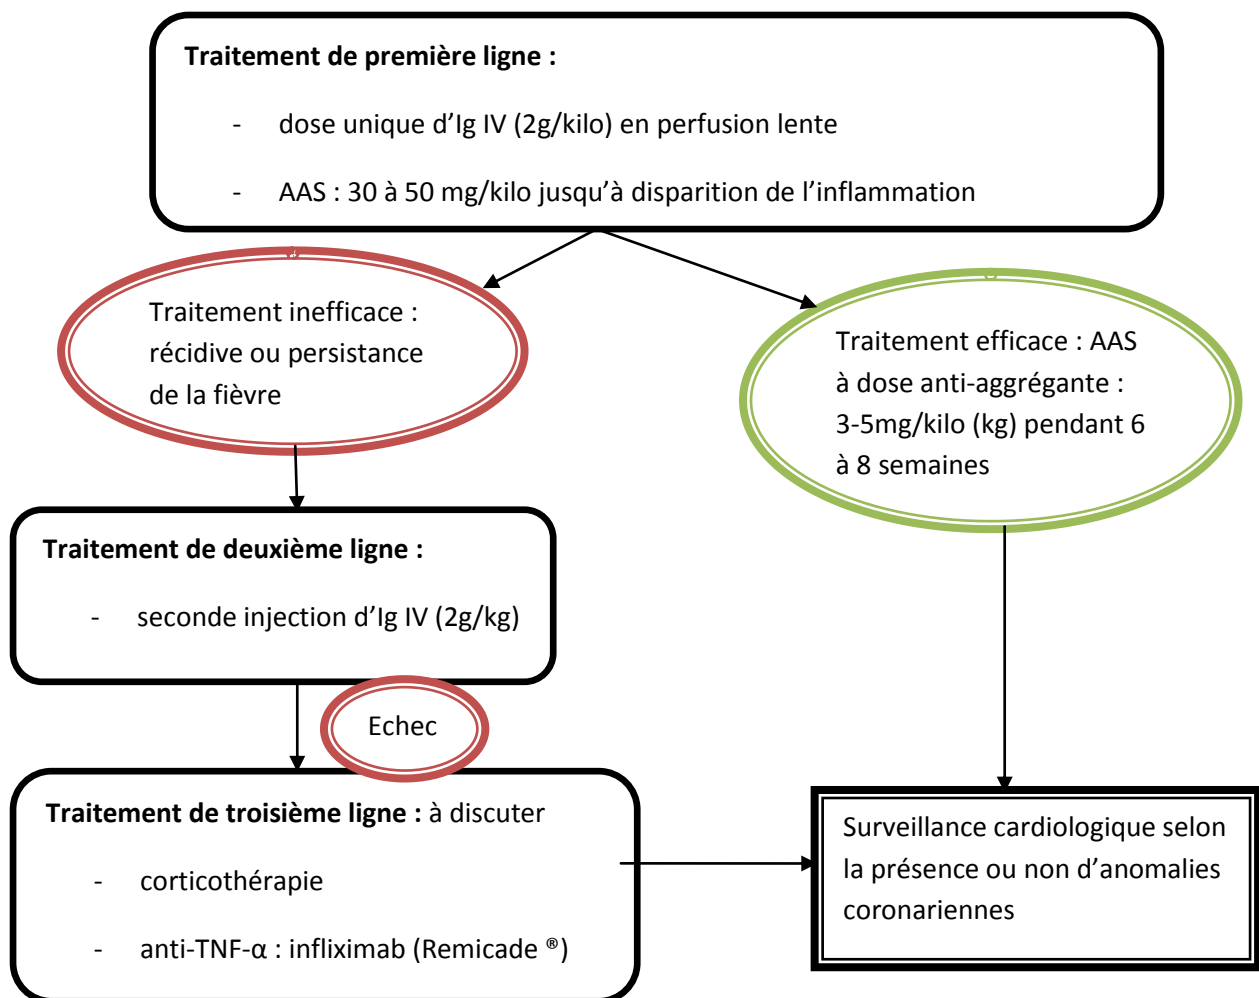 Traitement de première ligne :
- dose unique d’Ig IV (2g/kilo) en perfusion lente
- AAS : 30 à 50 mg/kilo jusqu’à disparition de l’inflammation
Traitement inefficace :
récidive ou persistance
de la fièvre
Traitement efficace : AAS
à dose anti-aggrégante :
3-5mg/kilo (kg) pendant 6
à 8 semaines
Traitement de deuxième ligne :
- seconde injection d’Ig IV (2g/kg)
Echec
Traitement de troisième ligne : à discuter
- corticothérapie
- anti-TNF-α : infliximab (Remicade ®)
Surveillance cardiologique selon
la présence ou non d’anomalies
coronariennes